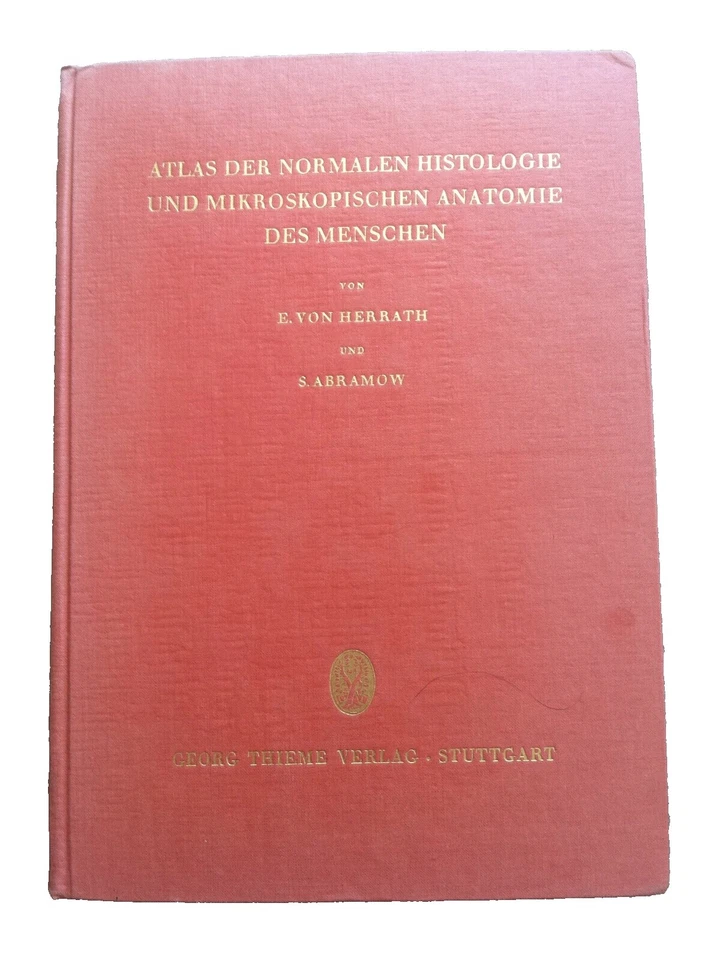 ATLAS DER NORMALEN HISTOLOGIE
UND MIKROSKOPISCHEN ANATOMIE
DES MENSCHEN
VON
E. VON HERRATH
UND
S. ABRAMOW
GEORG THIEME VERLAG · STUTTGART